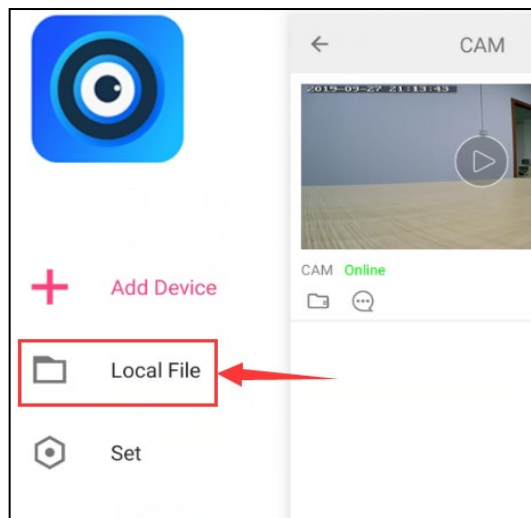 CAM
2019-09-27 21:13:43
CAM Online
Add Device
Local File
Set